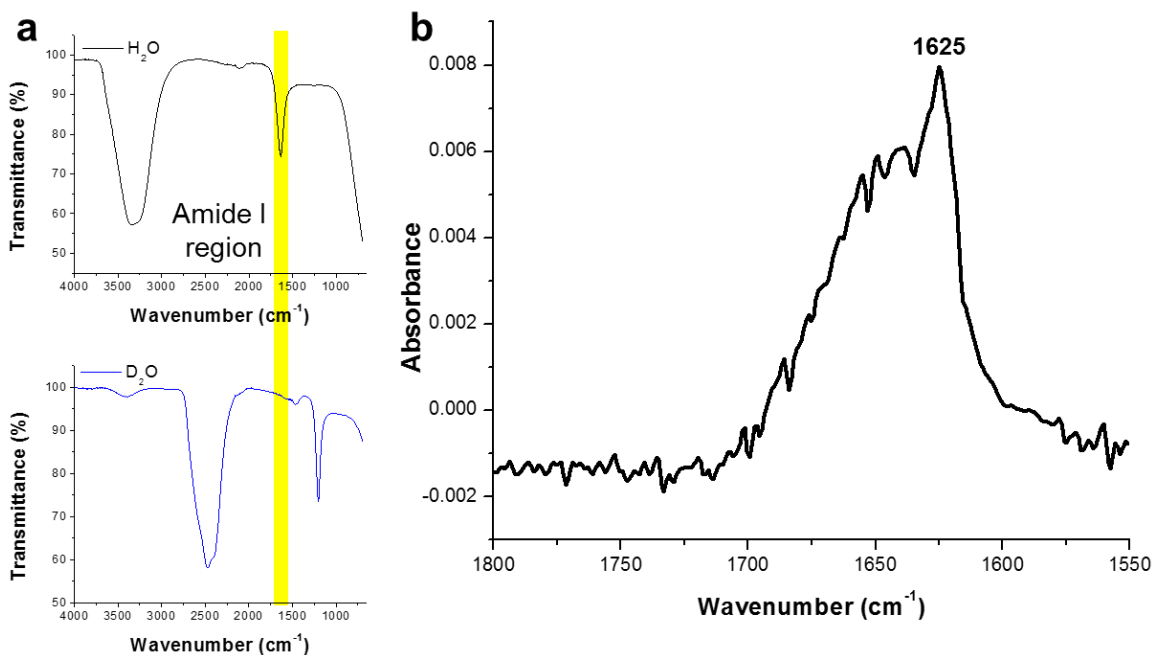 a
H₂O
Transmittance (%)
100
90
80
70
60
50
Amide I
region
4000 3500 3000 2500 2000 1500 1000
Wavenumber (cm⁻¹)
D₂O
Transmittance (%)
100
90
80
70
60
50
4000 3500 3000 2500 2000 1500 1000
Wavenumber (cm⁻¹)
b
1625
Absorbance
0.008
0.006
0.004
0.002
0.000
-0.002
1800 1750 1700 1650 1600 1550
Wavenumber (cm⁻¹)